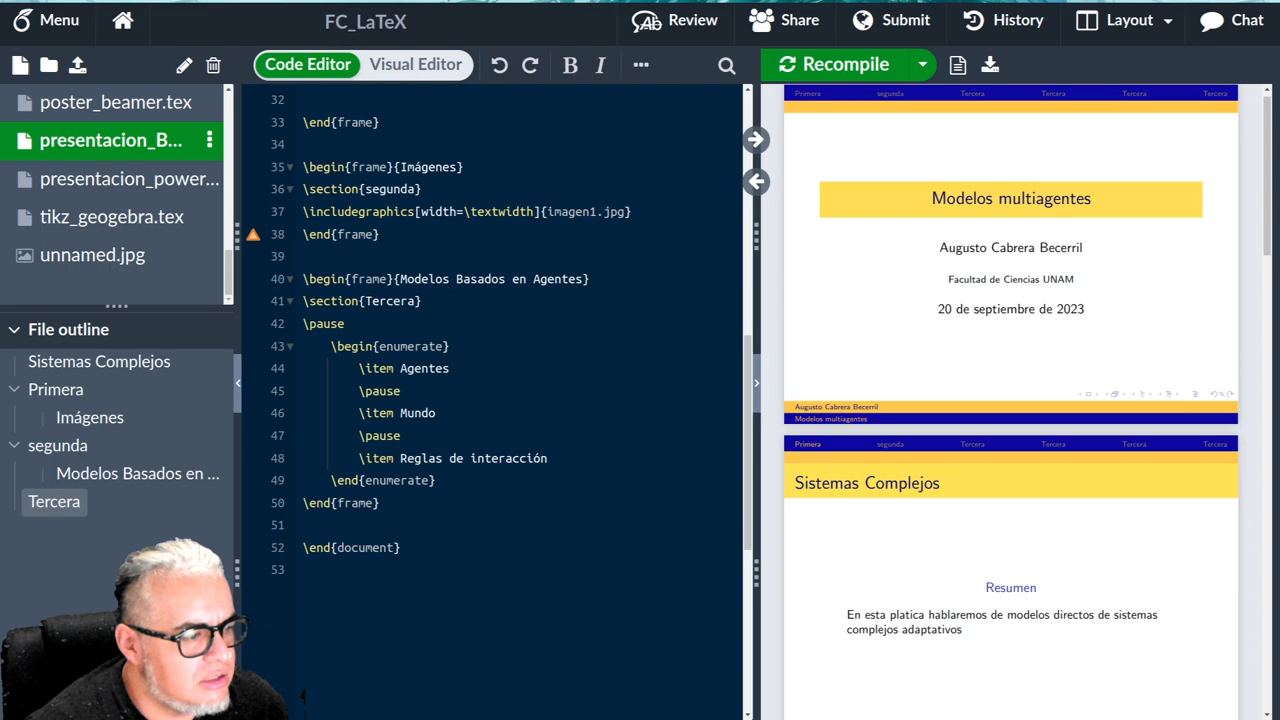 Menu
FC_LaTeX
Review
Share
Submit
History
Layout
Chat
Code Editor
Visual Editor
B
I
Recompile
poster_beamer.tex
presentacion_B...
presentacion_power...
tikz_geogebra.tex
unnamed.jpg
File outline
Sistemas Complejos
Primera
Imágenes
segunda
Modelos Basados en ...
Tercera
32
33 \end{frame}
34
35 \begin{frame}{Imágenes}
36 \section{segunda}
37 \includegraphics[width=\textwidth]{imagen1.jpg}
38 \end{frame}
39
40 \begin{frame}{Modelos Basados en Agentes}
41 \section{Tercera}
42 \pause
43 \begin{enumerate}
44 \item Agentes
45 \pause
46 \item Mundo
47 \pause
48 \item Reglas de interacción
49 \end{enumerate}
50 \end{frame}
51
52 \end{document}
53
Primera segunda Tercera Tercera Tercera Tercera
Modelos multiagentes
Augusto Cabrera Becerril
Facultad de Ciencias UNAM
20 de septiembre de 2023
Augusto Cabrera Becerril
Modelos multiagentes
Primera segunda Tercera Tercera Tercera Tercera
Sistemas Complejos
Resumen
En esta platica hablaremos de modelos directos de sistemas
complejos adaptativos